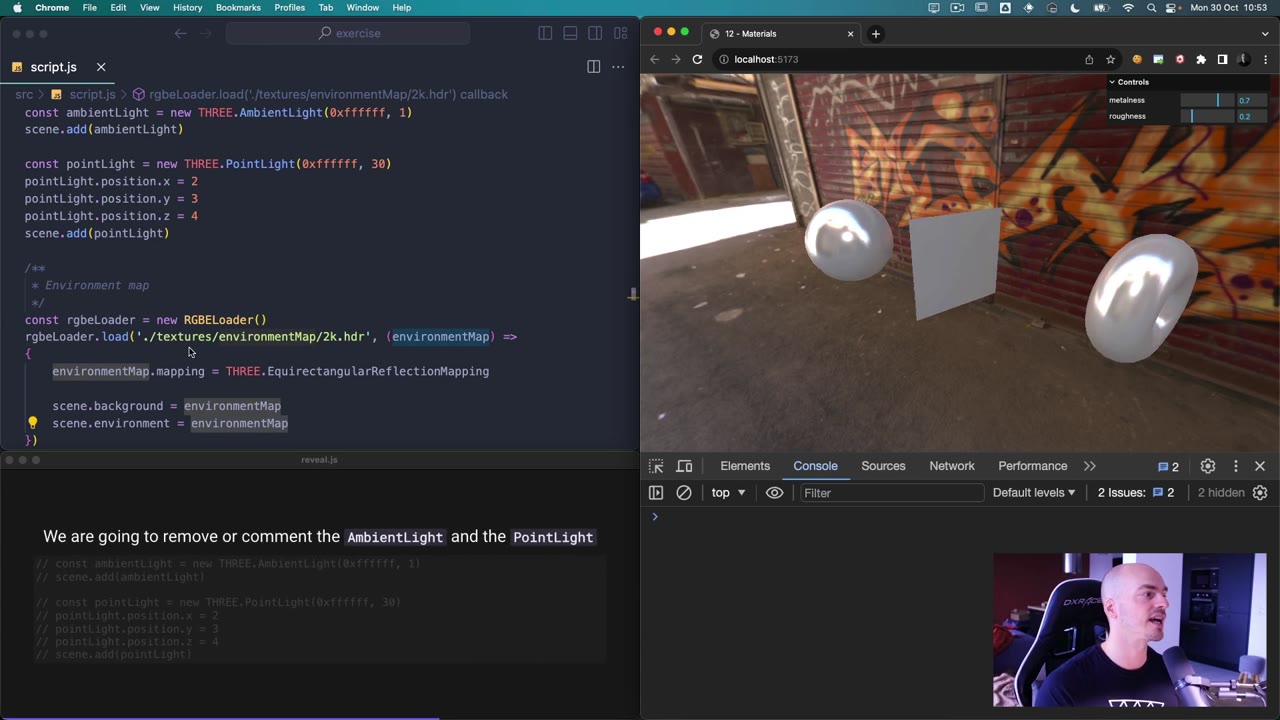 Chrome File Edit View History Bookmarks Profiles Tab Window Help
Mon 30 Oct 10:53
exercise
script.js
src > script.js > rgbeLoader.load('./textures/environmentMap/2k.hdr') callback
const ambientLight = new THREE.AmbientLight(0xffffff, 1)
scene.add(ambientLight)
const pointLight = new THREE.PointLight(0xffffff, 30)
pointLight.position.x = 2
pointLight.position.y = 3
pointLight.position.z = 4
scene.add(pointLight)
/**
* Environment map
*/
const rgbeLoader = new RGBELoader()
rgbeLoader.load('./textures/environmentMap/2k.hdr', (environmentMap) =>
{
environmentMap.mapping = THREE.EquirectangularReflectionMapping
scene.background = environmentMap
scene.environment = environmentMap
})
reveal.js
We are going to remove or comment the AmbientLight and the PointLight
// const ambientLight = new THREE.AmbientLight(0xffffff, 1)
// scene.add(ambientLight)
// const pointLight = new THREE.PointLight(0xffffff, 30)
// pointLight.position.x = 2
// pointLight.position.y = 3
// pointLight.position.z = 4
// scene.add(pointLight)
12 - Materials
localhost:5173
Controls
metalness 0.7
roughness 0.2
Elements Console Sources Network Performance 2
top Filter Default levels 2 Issues: 2 2 hidden
DXRACER